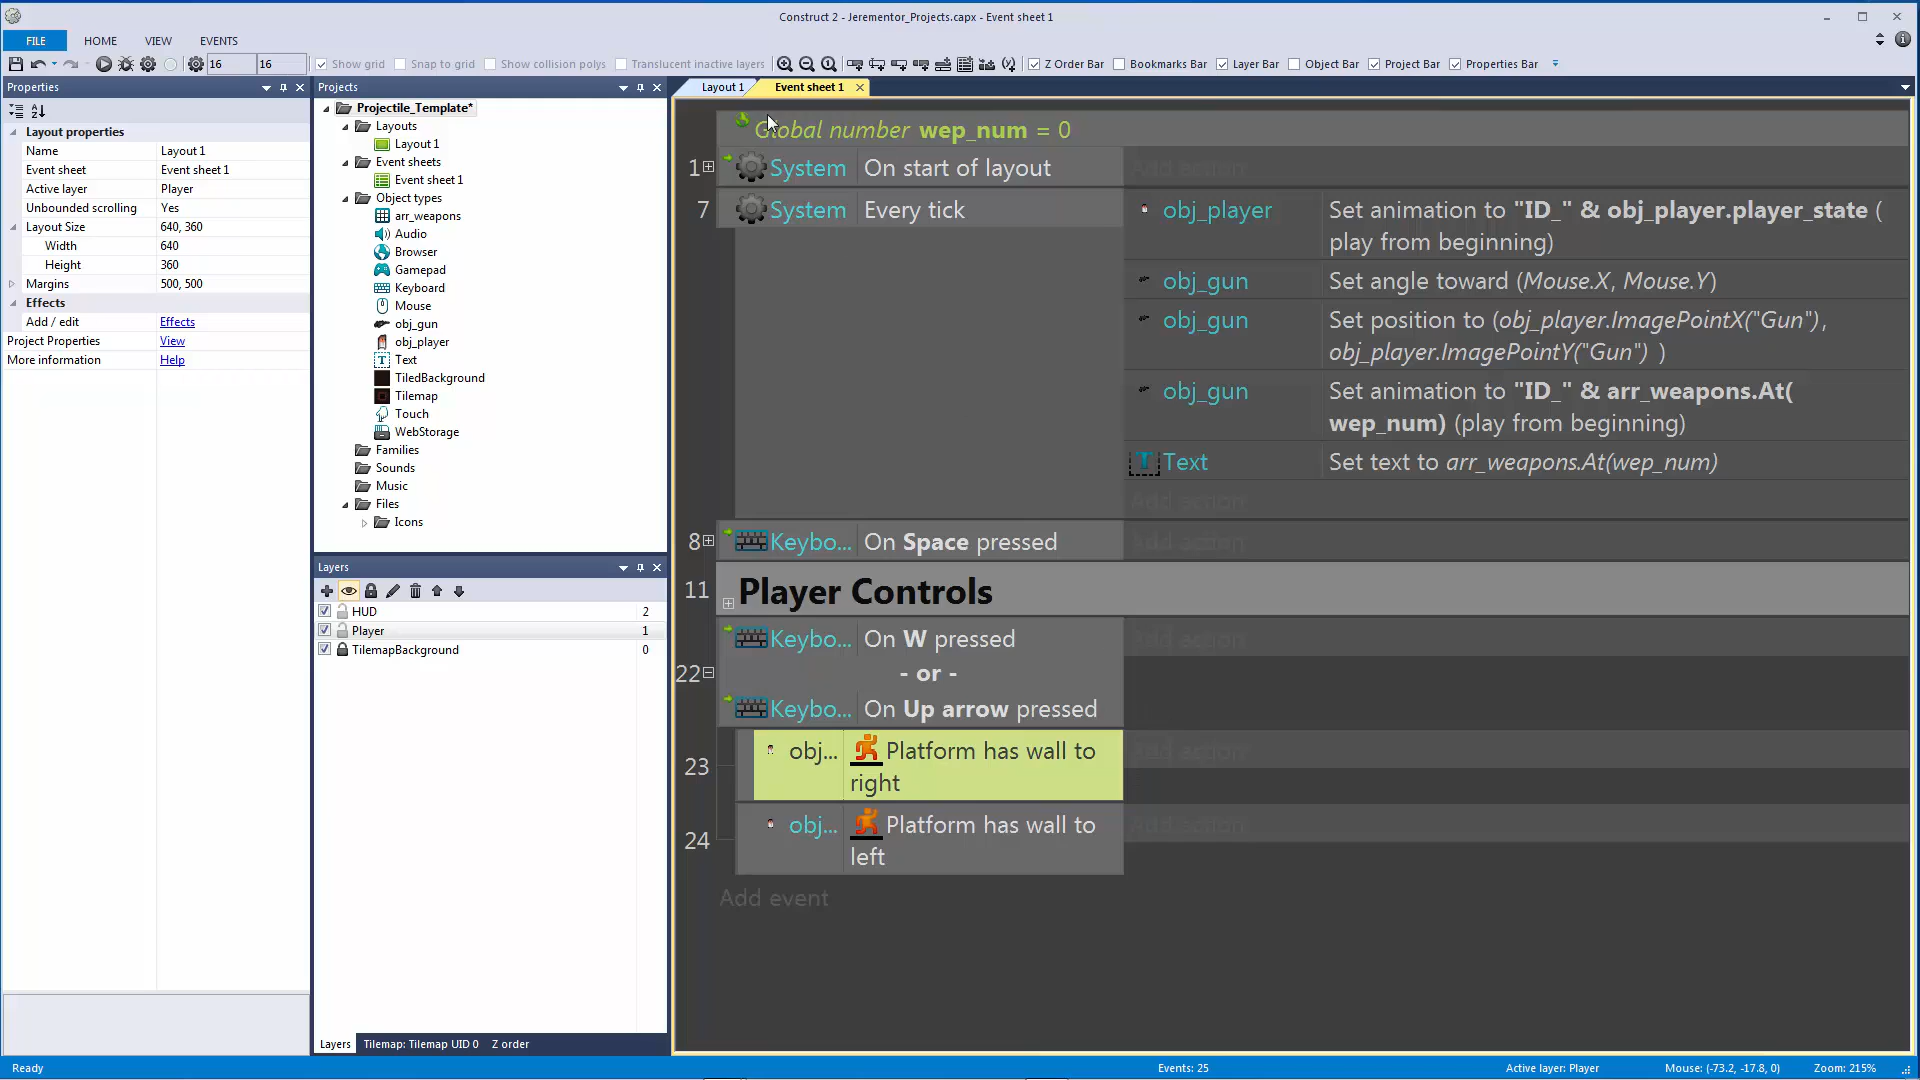 Construct 2 - Jerementor_Projects.capx - Event sheet 1
FILE HOME VIEW EVENTS
16 16 Show grid Snap to grid Show collision polys Translucent inactive layers Z Order Bar Bookmarks Bar Layer Bar Object Bar Project Bar Properties Bar
Properties
Layout properties
Name Layout 1
Event sheet Event sheet 1
Active layer Player
Unbounded scrolling Yes
Layout Size 640, 360
Width 640
Height 360
Margins 500, 500
Effects
Add / edit Effects
Project Properties View
More information Help
Projects
Projectile_Template*
Layouts
Layout 1
Event sheets
Event sheet 1
Object types
arr_weapons
Audio
Browser
Gamepad
Keyboard
Mouse
obj_gun
obj_player
Text
TiledBackground
Tilemap
Touch
WebStorage
Families
Sounds
Music
Files
Icons
Layers
HUD 2
Player 1
TilemapBackground 0
Layers Tilemap: Tilemap UID 0 Z order
Layout 1 Event sheet 1
Global number wep_num = 0
1 System On start of layout Add action
7 System Every tick
obj_player Set animation to "ID_" & obj_player.player_state (
play from beginning)
obj_gun Set angle toward (Mouse.X, Mouse.Y)
obj_gun Set position to (obj_player.ImagePointX("Gun"),
obj_player.ImagePointY("Gun") )
obj_gun Set animation to "ID_" & arr_weapons.At(
wep_num) (play from beginning)
Text Set text to arr_weapons.At(wep_num)
Add action
8 Keybo... On Space pressed Add action
11 Player Controls
Keybo... On W pressed Add action
22 - or -
Keybo... On Up arrow pressed
23 obj... Platform has wall to
right Add action
24 obj... Platform has wall to
left Add action
Add event
Ready Events: 25 Active layer: Player Mouse: (-73.2, -17.8, 0) Zoom: 215%